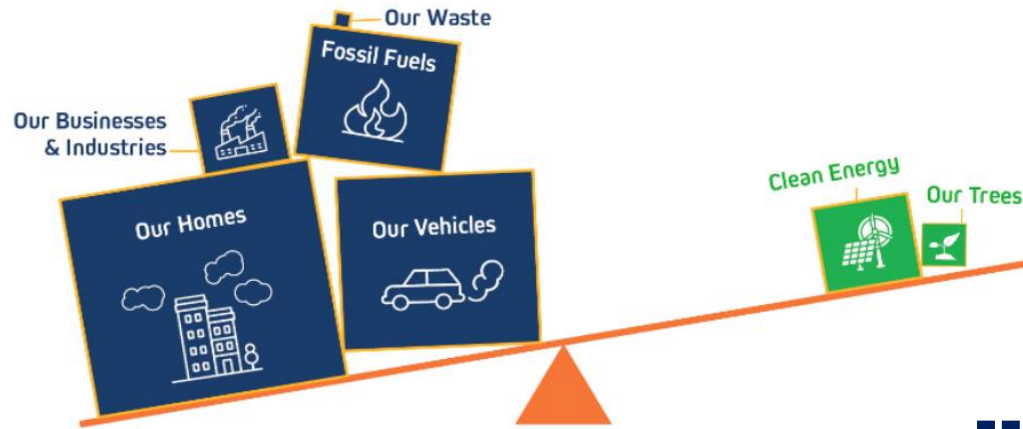 Our Waste
Fossil Fuels
Our Businesses
& Industries
Our Homes
Our Vehicles
Clean Energy
Our Trees